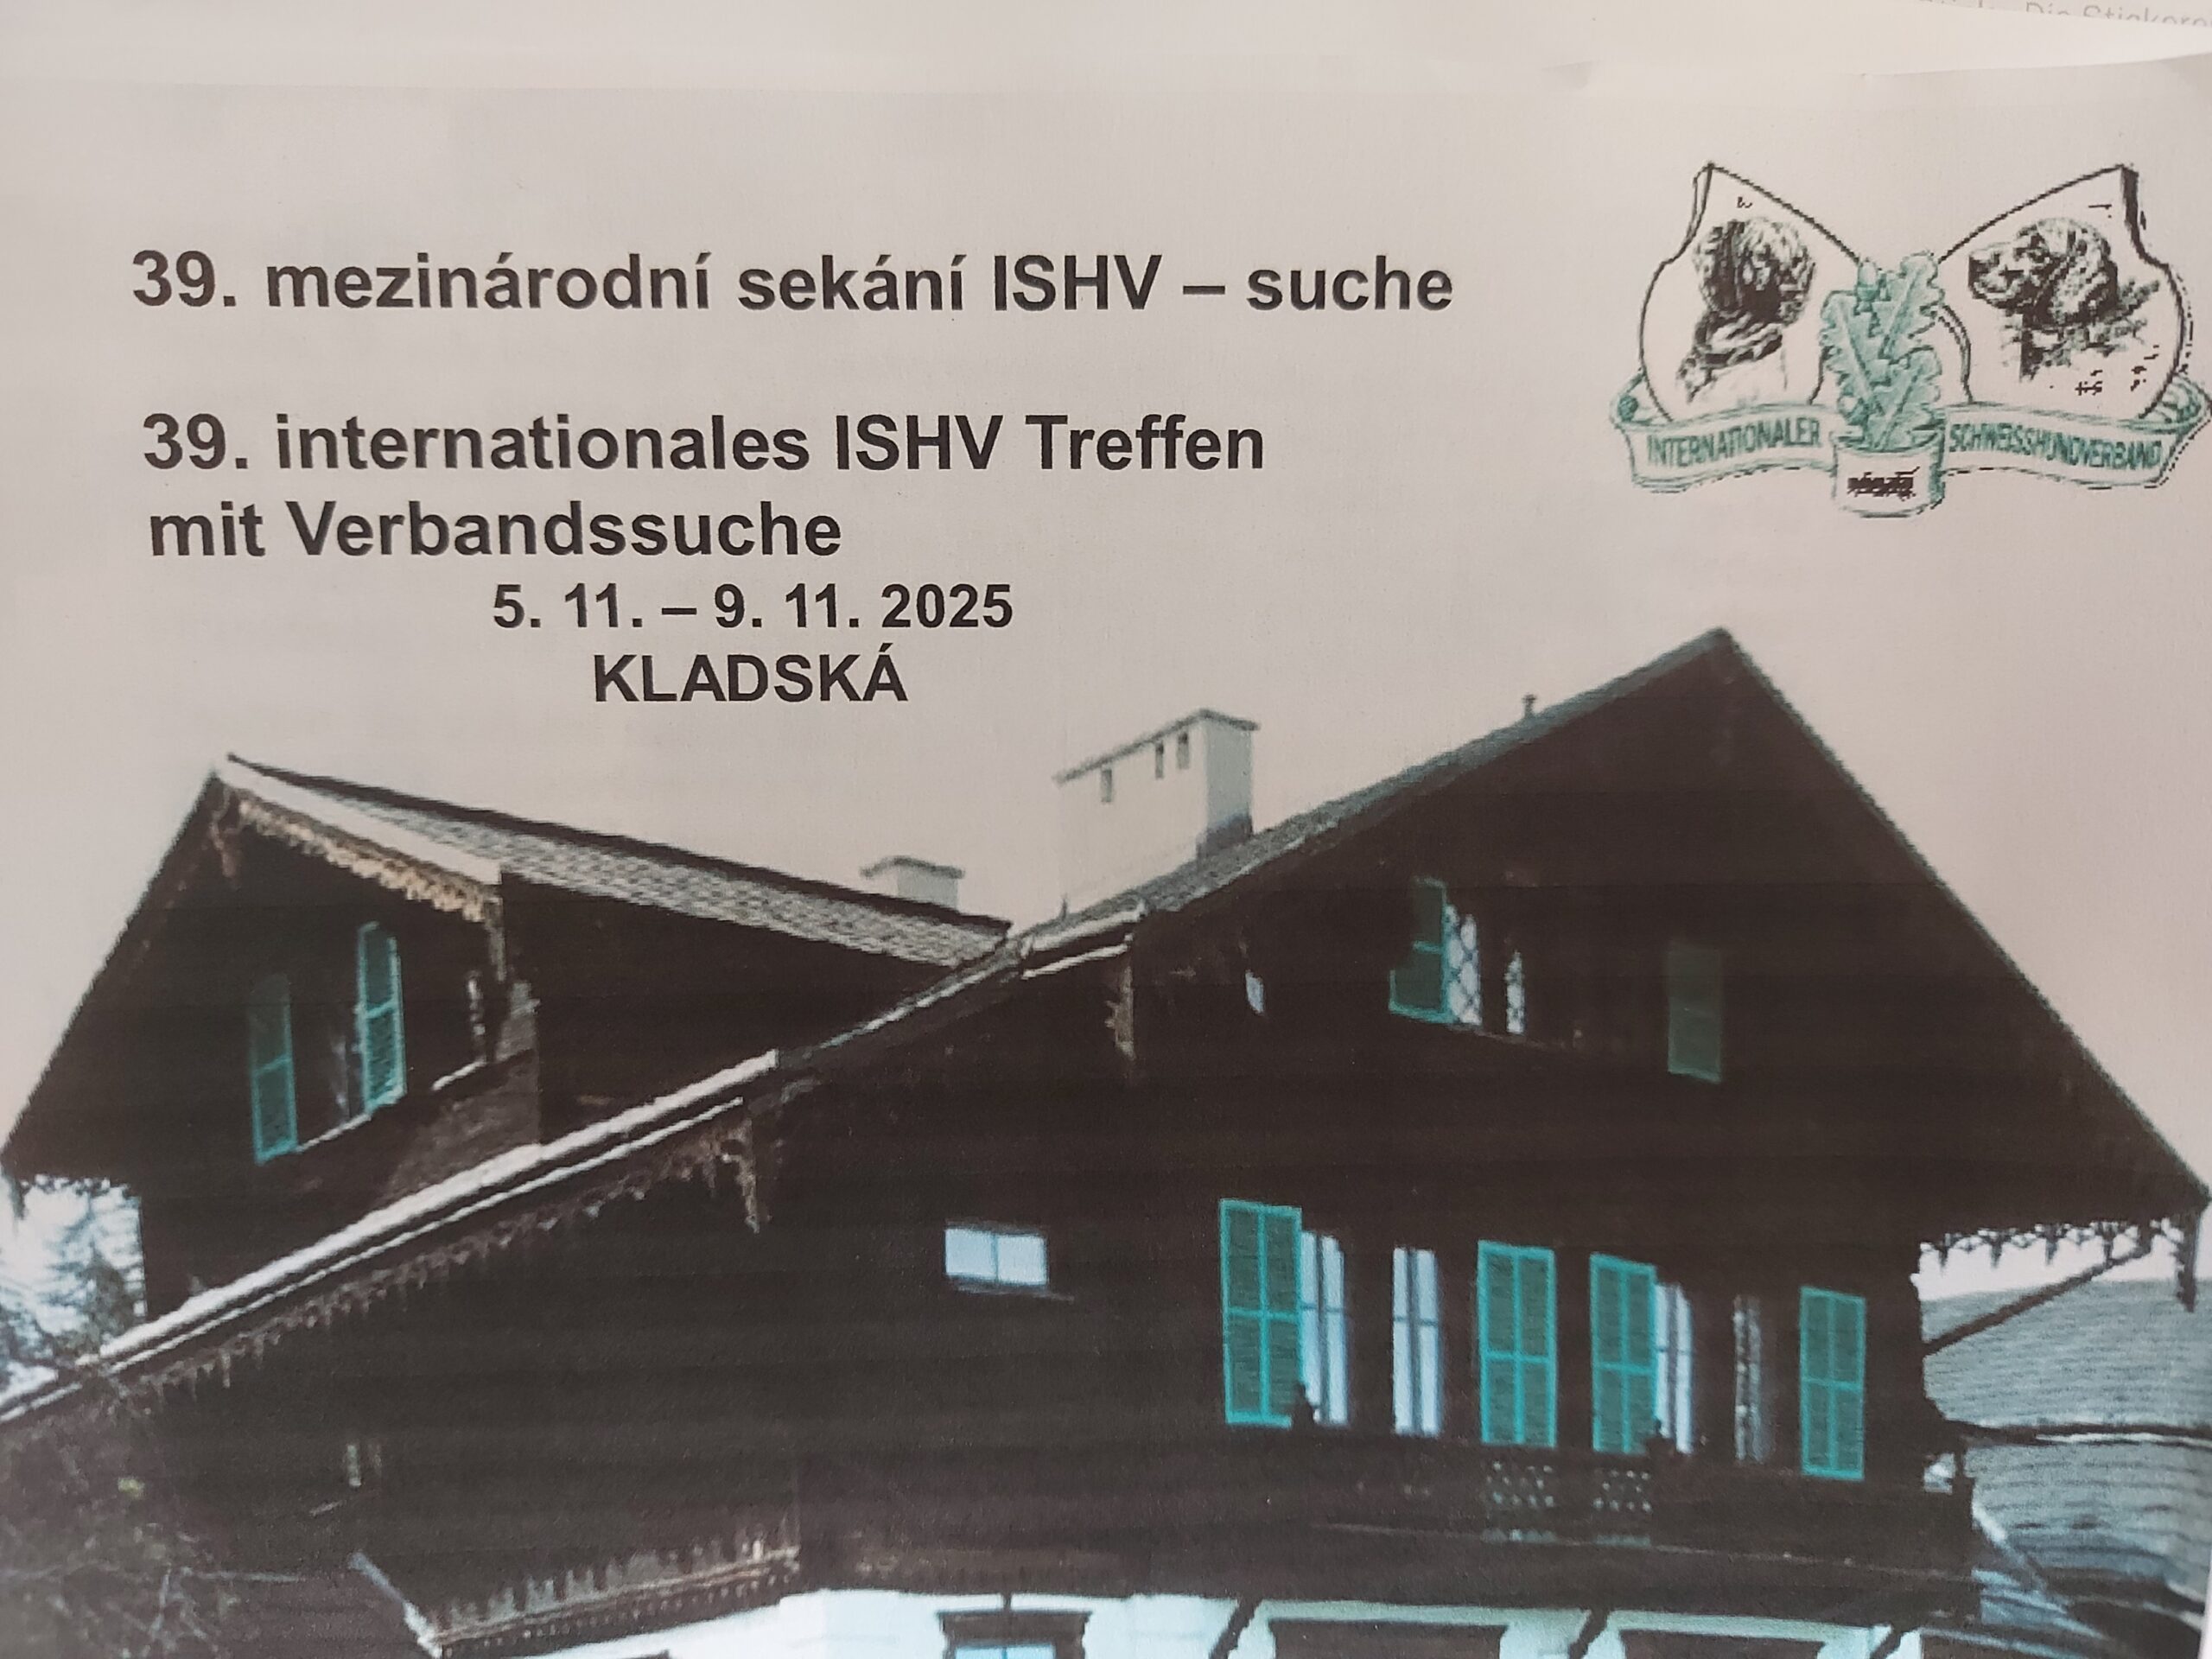 39. mezinárodní sekání ISHV – suche
39. internationales ISHV Treffen
mit Verbandssuche
5. 11. – 9. 11. 2025
KLADSKÁ
INTERNATIONALER SCHWEISSHUNDVERBAND